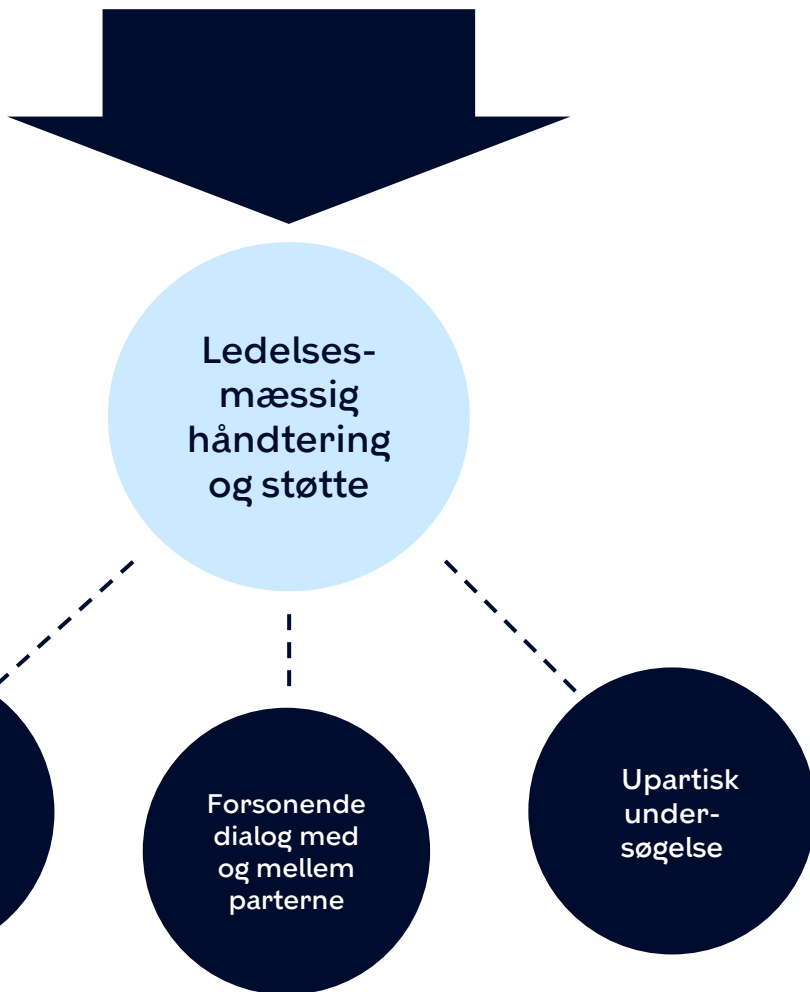 Ledelses-
mæssig
håndtering
og støtte
Forsonende
dialog med
og mellem
parterne
Upartisk
under-
søgelse